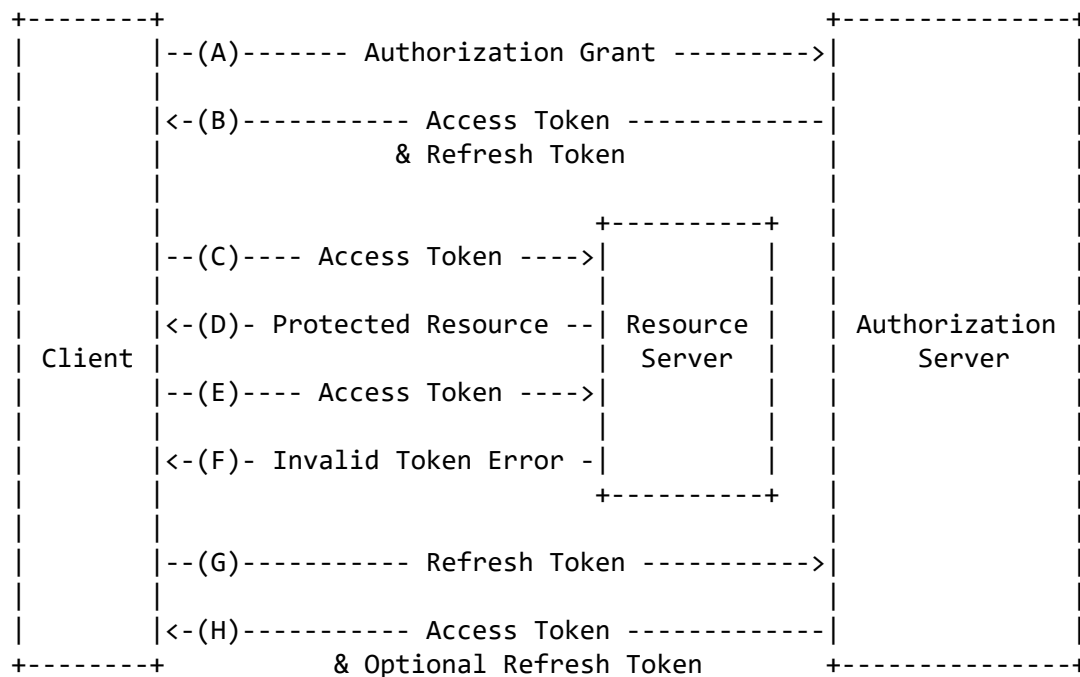 +--------+                                           +---------------+
|        |--(A)------- Authorization Grant --------->|               |
|        |                                           |               |
|        |<-(B)----------- Access Token -------------|               |
|        |               & Refresh Token             |               |
|        |                                           |               |
|        |                            +----------+   |               |
|        |--(C)---- Access Token ---->|          |   |               |
|        |                            |          |   |               |
|        |<-(D)- Protected Resource --| Resource |   | Authorization |
| Client |                            |  Server  |   |     Server    |
|        |--(E)---- Access Token ---->|          |   |               |
|        |                            |          |   |               |
|        |<-(F)- Invalid Token Error -|          |   |               |
|        |                            +----------+   |               |
|        |                                           |               |
|        |--(G)----------- Refresh Token ----------->|               |
|        |                                           |               |
|        |<-(H)----------- Access Token -------------|               |
+--------+           & Optional Refresh Token        +---------------+